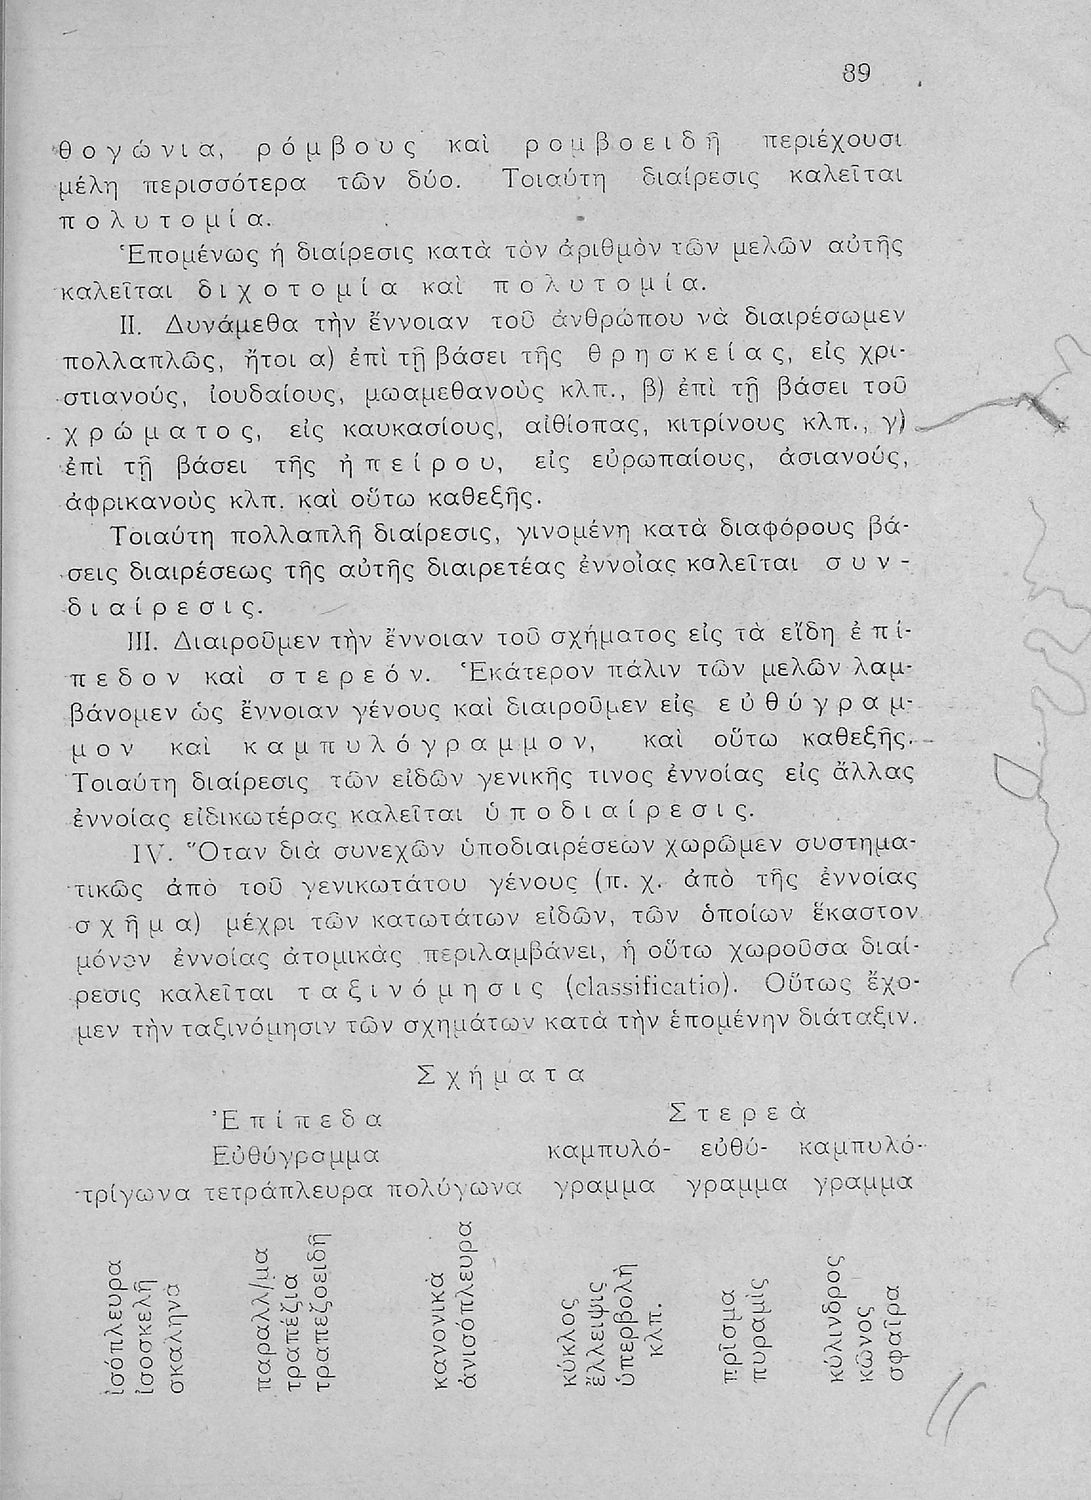 89
θογώνια, ρόμβους καὶ ρομβοειδῆ περιέχουσι
μέλη περισσότερα τῶν δύο. Τοιαύτη διαίρεσις καλεῖται
πολυτομία.
Ἑπομένως ἡ διαίρεσις κατὰ τὸν ἀριθμὸν τῶν μελῶν αὐτῆς
καλεῖται διχοτομία καὶ πολυτομία.
II. Δυνάμεθα τὴν ἔννοιαν τοῦ ἀνθρώπου νὰ διαιρέσωμεν
πολλαπλῶς, ἤτοι α) ἐπὶ τῇ βάσει τῆς θρησκείας, εἰς χρι-
στιανούς, ἰουδαίους, μωαμεθανοὺς κλπ., β) ἐπὶ τῇ βάσει τοῦ
χρώματος, εἰς καυκασίους, αἰθίοπας, κιτρίνους κλπ., γ)
ἐπὶ τῇ βάσει τῆς ἠπείρου, εἰς εὐρωπαίους, ἀσιανούς,
ἀφρικανοὺς κλπ. καὶ οὕτω καθεξῆς.
Τοιαύτη πολλαπλῆ διαίρεσις, γινομένη κατὰ διαφόρους βά-
σεις διαιρέσεως τῆς αὐτῆς διαιρετέας ἐννοίας καλεῖται συν-
διαίρεσις.
III. Διαιροῦμεν τὴν ἔννοιαν τοῦ σχήματος εἰς τὰ εἴδη ἐπί-
πεδον καὶ στερεόν. Ἑκάτερον πάλιν τῶν μελῶν λαμ-
βάνομεν ὡς ἔννοιαν γένους καὶ διαιροῦμεν εἰς εὐθύγραμ-
μον καὶ καμπυλόγραμμον, καὶ οὕτω καθεξῆς.
Τοιαύτη διαίρεσις τῶν εἰδῶν γενικῆς τινος ἐννοίας εἰς ἄλλας
ἐννοίας εἰδικωτέρας καλεῖται ὑποδιαίρεσις.
IV. Ὅταν διὰ συνεχῶν ὑποδιαιρέσεων χωρῶμεν συστημα-
τικῶς ἀπὸ τοῦ γενικωτάτου γένους (π. χ. ἀπὸ τῆς ἐννοίας
σχῆμα) μέχρι τῶν κατωτάτων εἰδῶν, τῶν ὁποίων ἕκαστον
μόνον ἐννοίας ἀτομικὰς περιλαμβάνει, ἡ οὕτω χωροῦσα διαί-
ρεσις καλεῖται ταξινόμησις (classificatio). Οὕτως ἔχο-
μεν τὴν ταξινόμησιν τῶν σχημάτων κατὰ τὴν ἑπομένην διάταξιν.
Σχήματα
Ἐπίπεδα Στερεὰ
Εὐθύγραμμα καμπυλό- εὐθύ- καμπυλό-
τρίγωνα τετράπλευρα πολύγωνα γραμμα γραμμα γραμμα
ἰσόπλευρα
ἰσοσκελῆ
σκαληνὰ
παραλλ/μα
τραπέζια
τραπεζοειδῆ
κανονικὰ
ἀνισόπλευρα
κύκλος
ἔλλειψις
ὑπερβολὴ
κλπ.
πρῖσμα
πυραμὶς
κύλινδρος
κῶνος
σφαῖρα